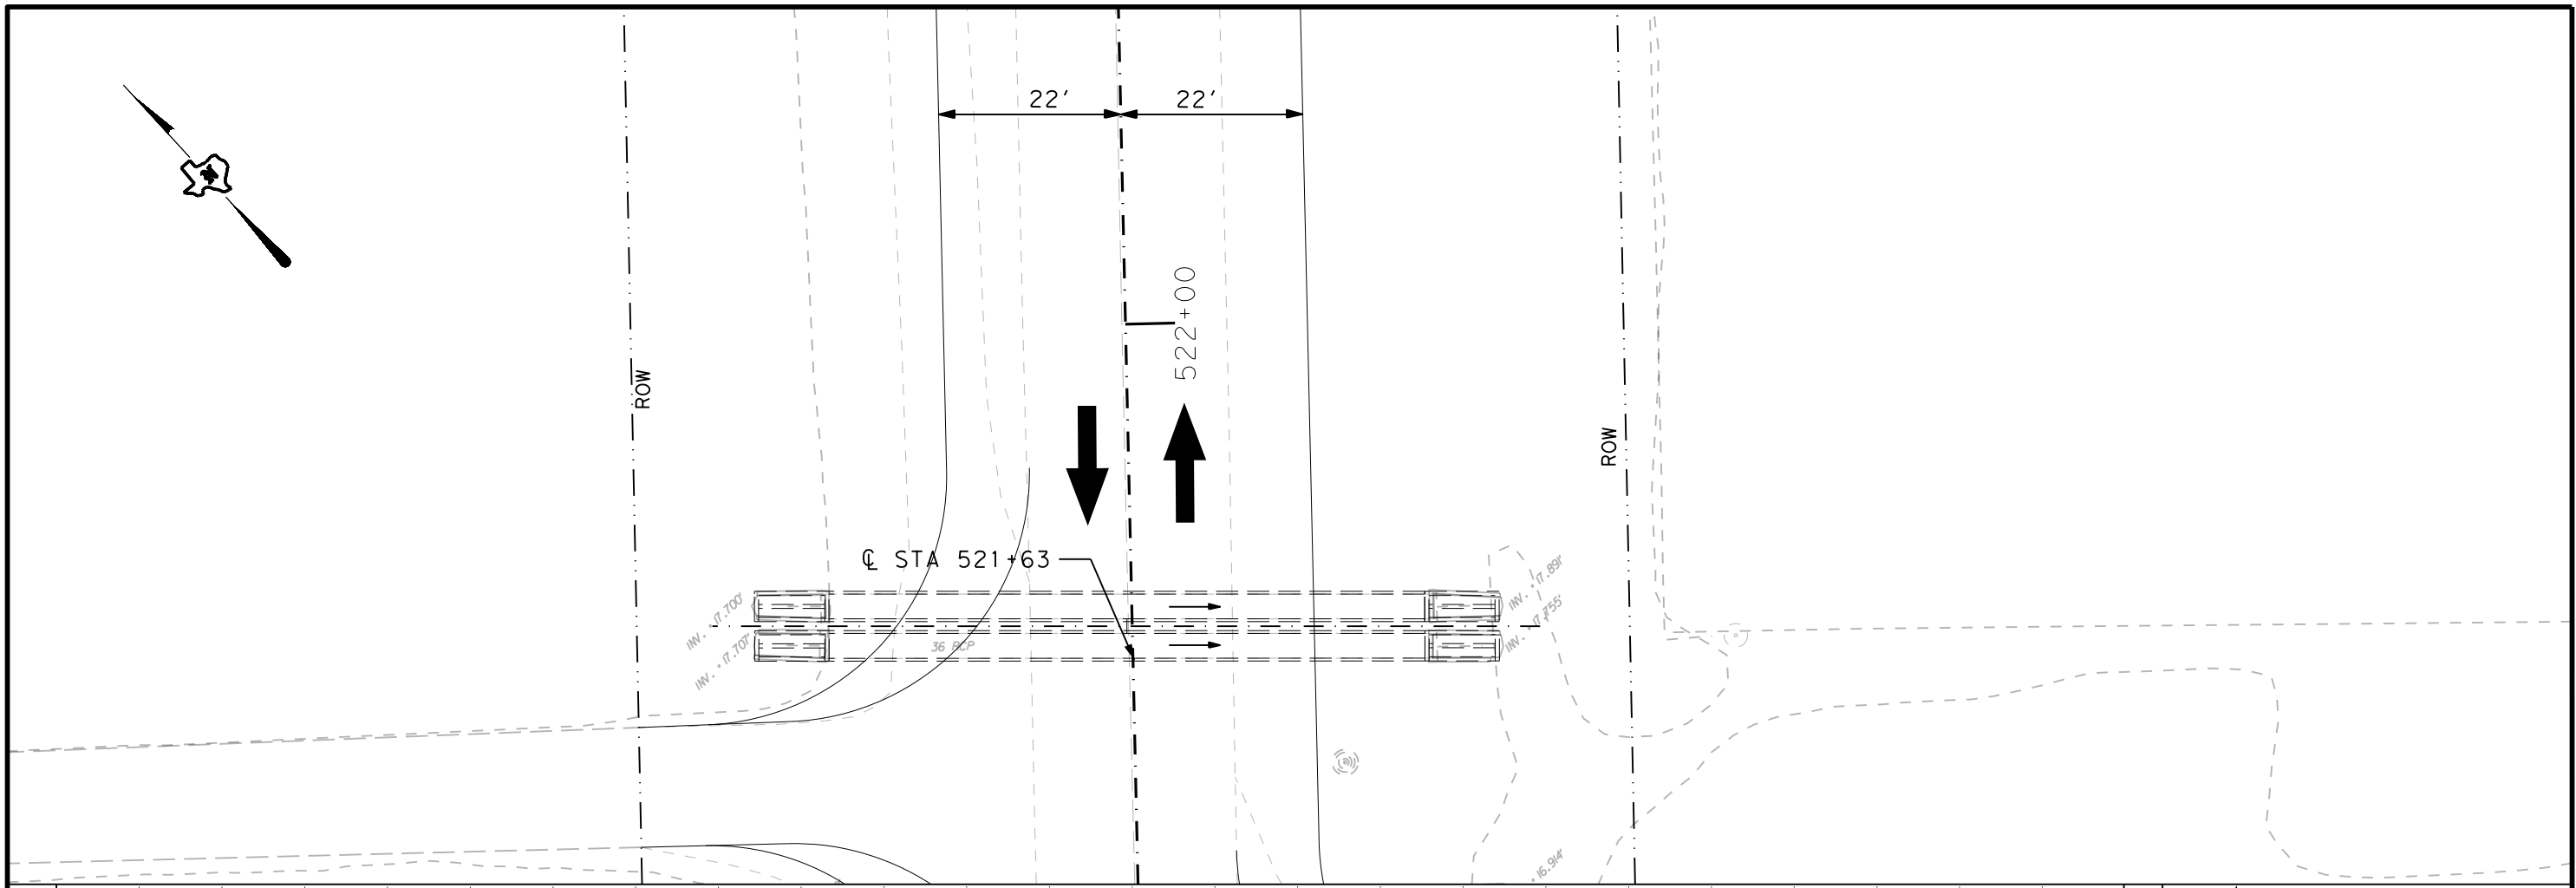 22' 22'
522+00
ROW
ROW
℄ STA 521+63
INV. = 17.700'
INV. = 17.707'
36 RCP
INV. = 17.891'
INV. = 17.755'
16.914'